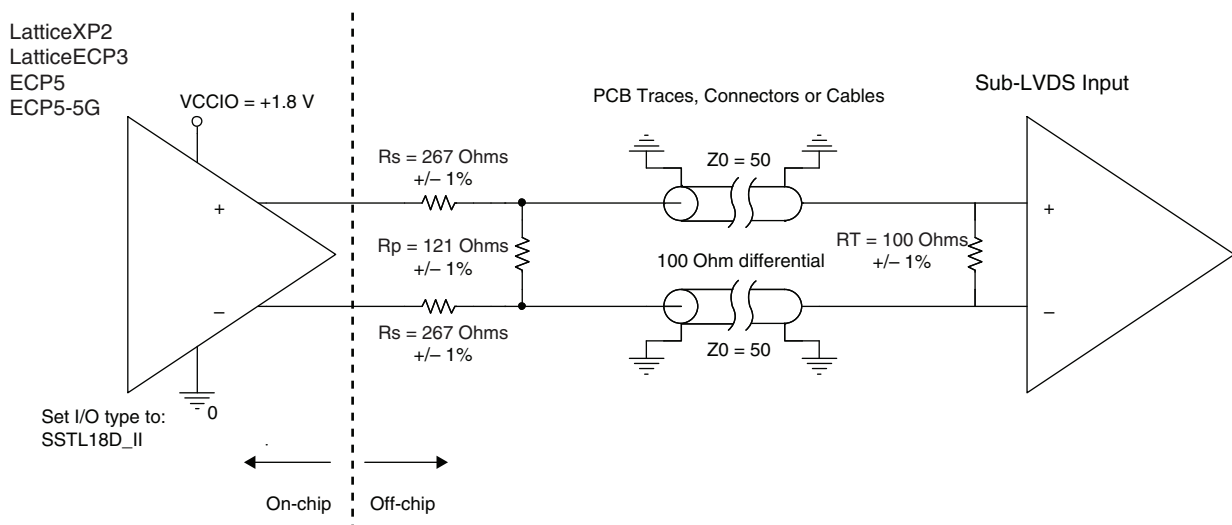 LatticeXP2
LatticeECP3
ECP5
ECP5-5G
VCCIO = +1.8 V
PCB Traces, Connectors or Cables
Sub-LVDS Input
Rs = 267 Ohms
+/– 1%
Z0 = 50
+
+
Rp = 121 Ohms
+/– 1%
RT = 100 Ohms
+/– 1%
100 Ohm differential
–
–
Rs = 267 Ohms
+/– 1%
Z0 = 50
0
Set I/O type to:
SSTL18D_II
On-chip
Off-chip